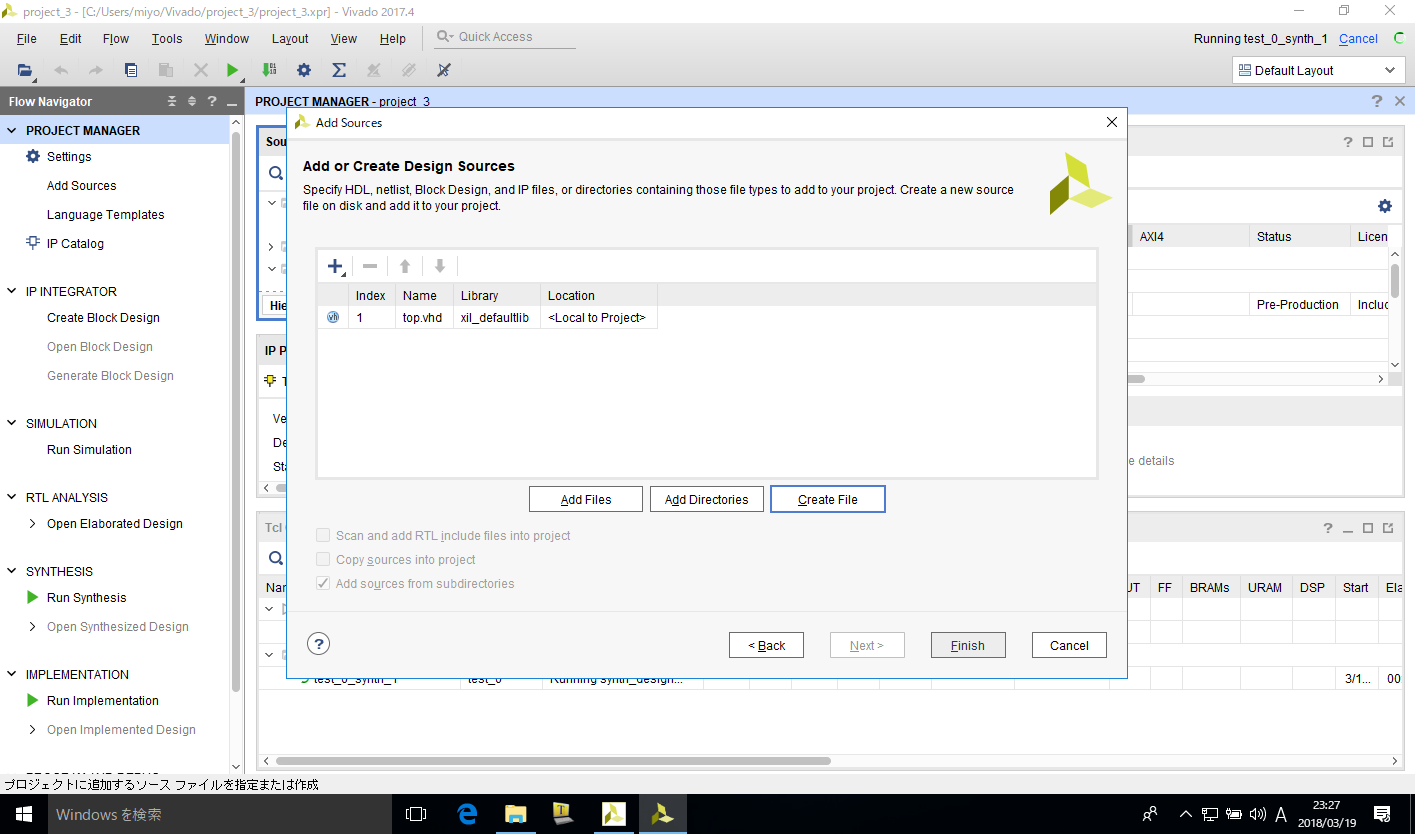 project_3 - [C:/Users/miyo/Vivado/project_3/project_3.xpr] - Vivado 2017.4
File Edit Flow Tools Window Layout View Help Quick Access
Running test_0_synth_1 Cancel
Default Layout
Flow Navigator
PROJECT MANAGER - project_3
PROJECT MANAGER
Settings
Add Sources
Language Templates
IP Catalog
IP INTEGRATOR
Create Block Design
Open Block Design
Generate Block Design
SIMULATION
Run Simulation
RTL ANALYSIS
Open Elaborated Design
SYNTHESIS
Run Synthesis
Open Synthesized Design
IMPLEMENTATION
Run Implementation
Open Implemented Design
Add Sources
Add or Create Design Sources
Specify HDL, netlist, Block Design, and IP files, or directories containing those file types to add to your project. Create a new source
file on disk and add it to your project.
Index Name Library Location
1 top.vhd xil_defaultlib <Local to Project>
Add Files Add Directories Create File
Scan and add RTL include files into project
Copy sources into project
Add sources from subdirectories
< Back Next > Finish Cancel
AXI4 Status Licen
Pre-Production Incluc
e details
UT FF BRAMs URAM DSP Start Ela
test_0_synth_1 test_0 Running synth_design... 3/1... 00
プロジェクトに追加するソース ファイルを指定または作成
Windows を検索
A
23:27
2018/03/19